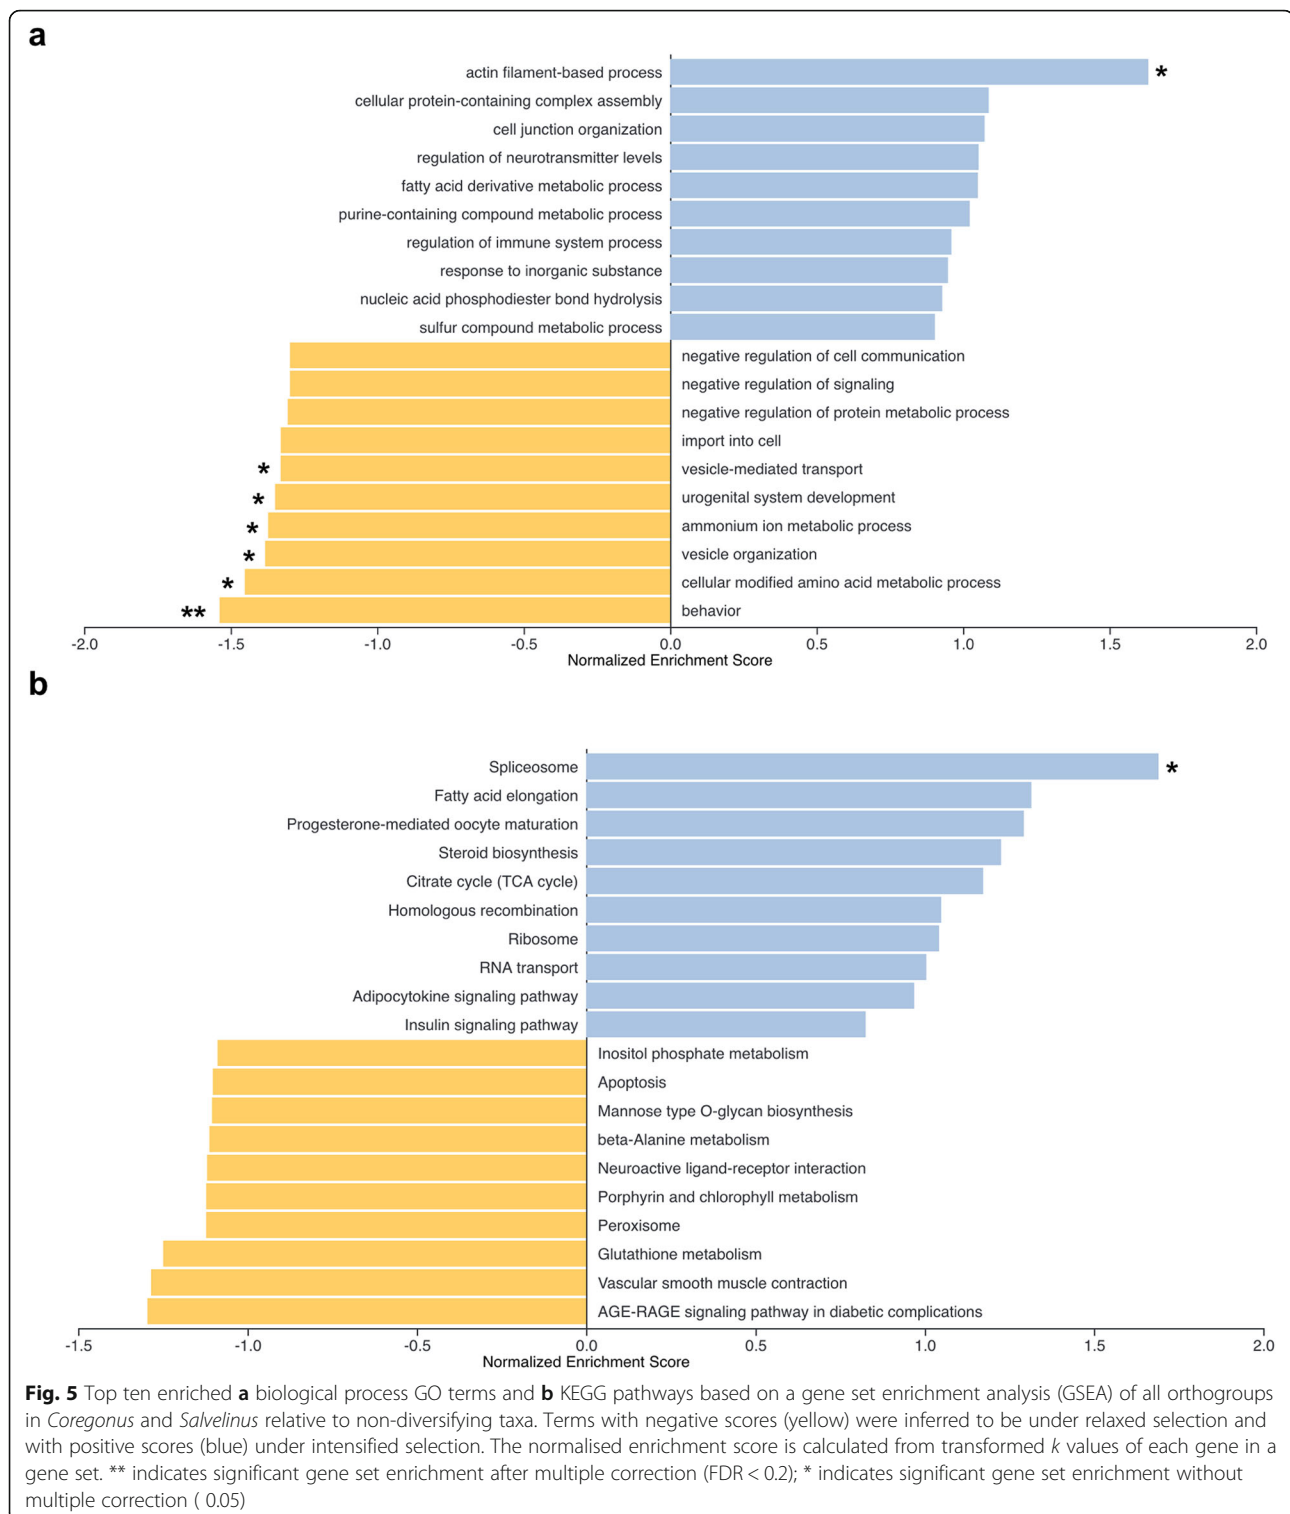 a
actin filament-based process *
cellular protein-containing complex assembly
cell junction organization
regulation of neurotransmitter levels
fatty acid derivative metabolic process
purine-containing compound metabolic process
regulation of immune system process
response to inorganic substance
nucleic acid phosphodiester bond hydrolysis
sulfur compound metabolic process
negative regulation of cell communication
negative regulation of signaling
negative regulation of protein metabolic process
import into cell
* vesicle-mediated transport
* urogenital system development
* ammonium ion metabolic process
* vesicle organization
* cellular modified amino acid metabolic process
** behavior
-2.0 -1.5 -1.0 -0.5 0.0 0.5 1.0 1.5 2.0
Normalized Enrichment Score
b
Spliceosome *
Fatty acid elongation
Progesterone-mediated oocyte maturation
Steroid biosynthesis
Citrate cycle (TCA cycle)
Homologous recombination
Ribosome
RNA transport
Adipocytokine signaling pathway
Insulin signaling pathway
Inositol phosphate metabolism
Apoptosis
Mannose type O-glycan biosynthesis
beta-Alanine metabolism
Neuroactive ligand-receptor interaction
Porphyrin and chlorophyll metabolism
Peroxisome
Glutathione metabolism
Vascular smooth muscle contraction
AGE-RAGE signaling pathway in diabetic complications
-1.5 -1.0 -0.5 0.0 0.5 1.0 1.5 2.0
Normalized Enrichment Score
Fig. 5 Top ten enriched a biological process GO terms and b KEGG pathways based on a gene set enrichment analysis (GSEA) of all orthogroups
in Coregonus and Salvelinus relative to non-diversifying taxa. Terms with negative scores (yellow) were inferred to be under relaxed selection and
with positive scores (blue) under intensified selection. The normalised enrichment score is calculated from transformed k values of each gene in a
gene set. ** indicates significant gene set enrichment after multiple correction (FDR < 0.2); * indicates significant gene set enrichment without
multiple correction ( 0.05)